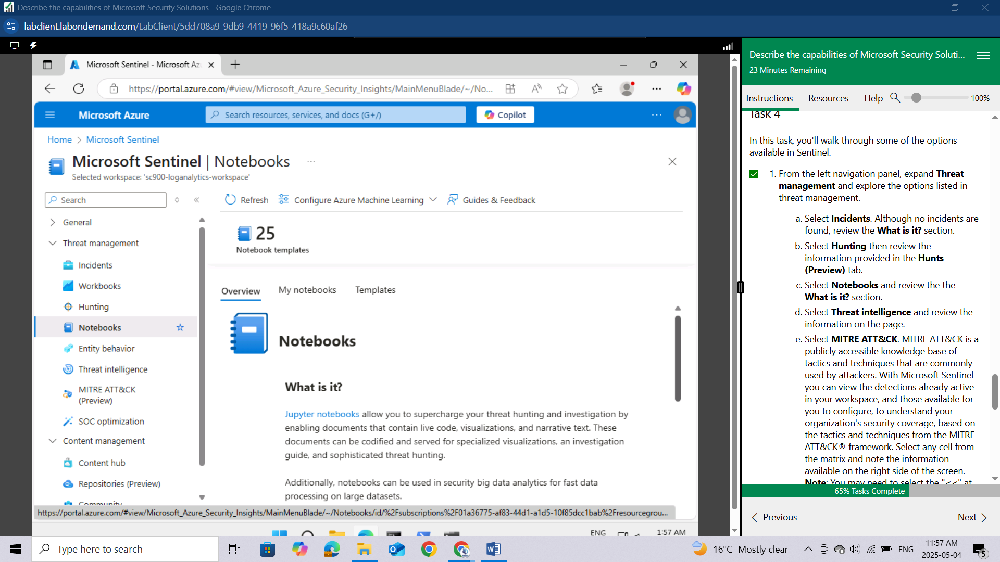 Describe the capabilities of Microsoft Security Solutions - Google Chrome
labclient.labondemand.com/LabClient/5dd708a9-9db9-4419-96f5-418a9c60af26
Microsoft Sentinel - Microsoft Azu
https://portal.azure.com/#view/Microsoft_Azure_Security_Insights/MainMenuBlade/~/No...
Microsoft Azure
Search resources, services, and docs (G+/)
Copilot
Home > Microsoft Sentinel
Microsoft Sentinel | Notebooks
Selected workspace: 'sc900-loganalytics-workspace'
Search
Refresh
Configure Azure Machine Learning
Guides & Feedback
General
Threat management
Incidents
Workbooks
Hunting
Notebooks
Entity behavior
Threat intelligence
MITRE ATT&CK
(Preview)
SOC optimization
Content management
Content hub
Repositories (Preview)
Community
25
Notebook templates
Overview
My notebooks
Templates
Notebooks
What is it?
Jupyter notebooks allow you to supercharge your threat hunting and investigation by
enabling documents that contain live code, visualizations, and narrative text. These
documents can be codified and served for specialized visualizations, an investigation
guide, and sophisticated threat hunting.
Additionally, notebooks can be used in security big data analytics for fast data
processing on large datasets.
https://portal.azure.com/#view/Microsoft_Azure_Security_Insights/MainMenuBlade/~/Notebooks/id/%2Fsubscriptions%2F01a36775-af83-44d1-a1d5-10f85dcc1bab%2Fresourcegrou...
ENG
1:57 AM
Describe the capabilities of Microsoft Security Soluti...
23 Minutes Remaining
Instructions
Resources
Help
100%
Task 4
In this task, you'll walk through some of the options
available in Sentinel.
1. From the left navigation panel, expand Threat
management and explore the options listed in
threat management.
a. Select Incidents. Although no incidents are
found, review the What is it? section.
b. Select Hunting then review the
information provided in the Hunts
(Preview) tab.
c. Select Notebooks and review the the
What is it? section.
d. Select Threat intelligence and review the
information on the page.
e. Select MITRE ATT&CK. MITRE ATT&CK is a
publicly accessible knowledge base of
tactics and techniques that are commonly
used by attackers. With Microsoft Sentinel
you can view the detections already active
in your workspace, and those available for
you to configure, to understand your
organization's security coverage, based on
the tactics and techniques from the MITRE
ATT&CK® framework. Select any cell from
the matrix and note the information
available on the right side of the screen.
Note: You may need to select the "<<" at
65% Tasks Complete
Previous
Next
Type here to search
16°C Mostly clear
ENG
11:57 AM
2025-05-04
5